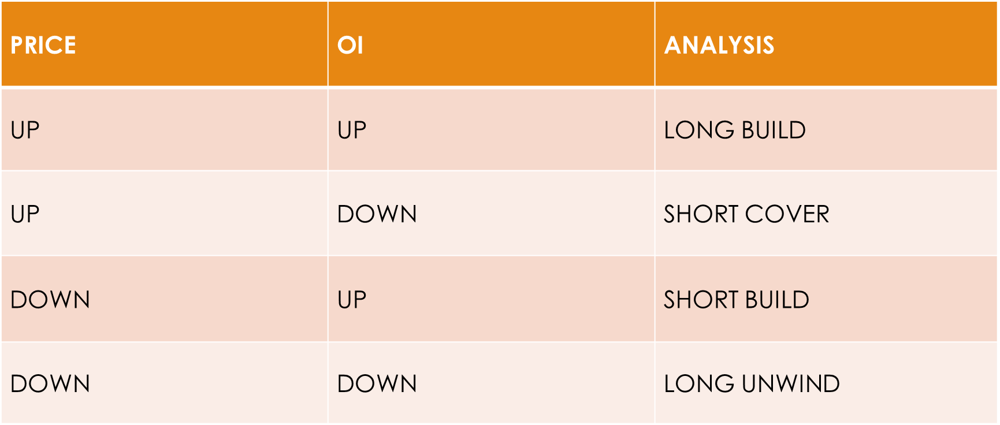 PRICE OI ANALYSIS
UP UP LONG BUILD
UP DOWN SHORT COVER
DOWN UP SHORT BUILD
DOWN DOWN LONG UNWIND